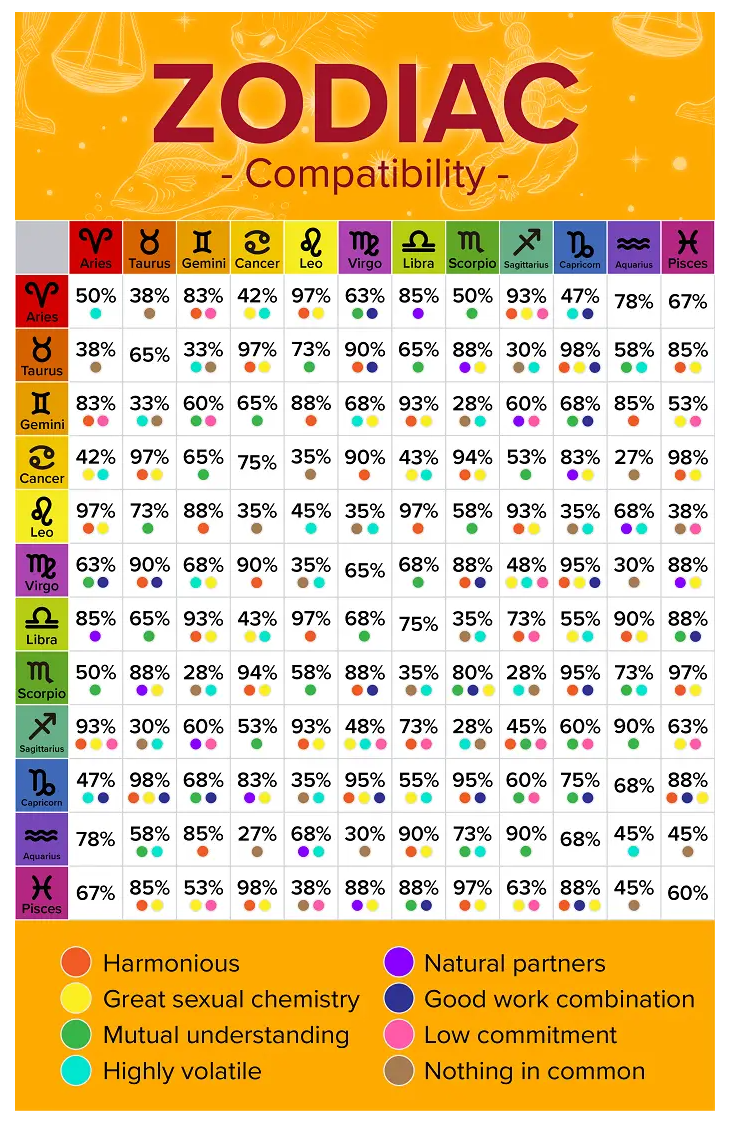 ZODIAC
- Compatibility -
Aries Taurus Gemini Cancer Leo Virgo Libra Scorpio Sagittarius Capricorn Aquarius Pisces
Aries 50% 38% 83% 42% 97% 63% 85% 50% 93% 47% 78% 67%
Taurus 38% 65% 33% 97% 73% 90% 65% 88% 30% 98% 58% 85%
Gemini 83% 33% 60% 65% 88% 68% 93% 28% 60% 68% 85% 53%
Cancer 42% 97% 65% 75% 35% 90% 43% 94% 53% 83% 27% 98%
Leo 97% 73% 88% 35% 45% 35% 97% 58% 93% 35% 68% 38%
Virgo 63% 90% 68% 90% 35% 65% 68% 88% 48% 95% 30% 88%
Libra 85% 65% 93% 43% 97% 68% 75% 35% 73% 55% 90% 88%
Scorpio 50% 88% 28% 94% 58% 88% 35% 80% 28% 95% 73% 97%
Sagittarius 93% 30% 60% 53% 93% 48% 73% 28% 45% 60% 90% 63%
Capricorn 47% 98% 68% 83% 35% 95% 55% 95% 60% 75% 68% 88%
Aquarius 78% 58% 85% 27% 68% 30% 90% 73% 90% 68% 45% 45%
Pisces 67% 85% 53% 98% 38% 88% 88% 97% 63% 88% 45% 60%
Harmonious
Great sexual chemistry
Mutual understanding
Highly volatile
Natural partners
Good work combination
Low commitment
Nothing in common